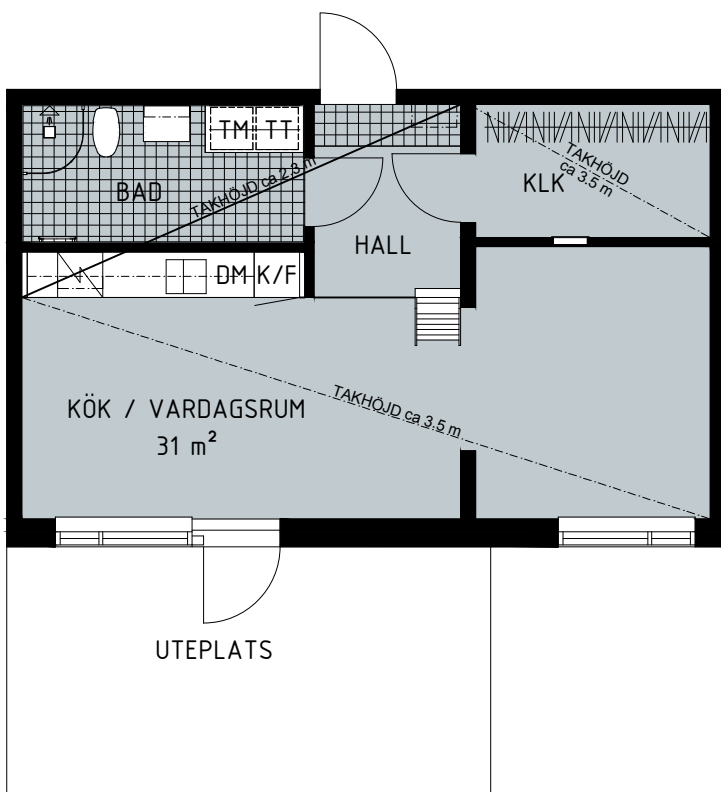 TM TT
BAD
TAKHÖJD ca 2.3 m
TAKHÖJD
ca 3.5 m
KLK
HALL
DM K/F
KÖK / VARDAGSRUM
31 m²
TAKHÖJD ca 3.5 m
UTEPLATS